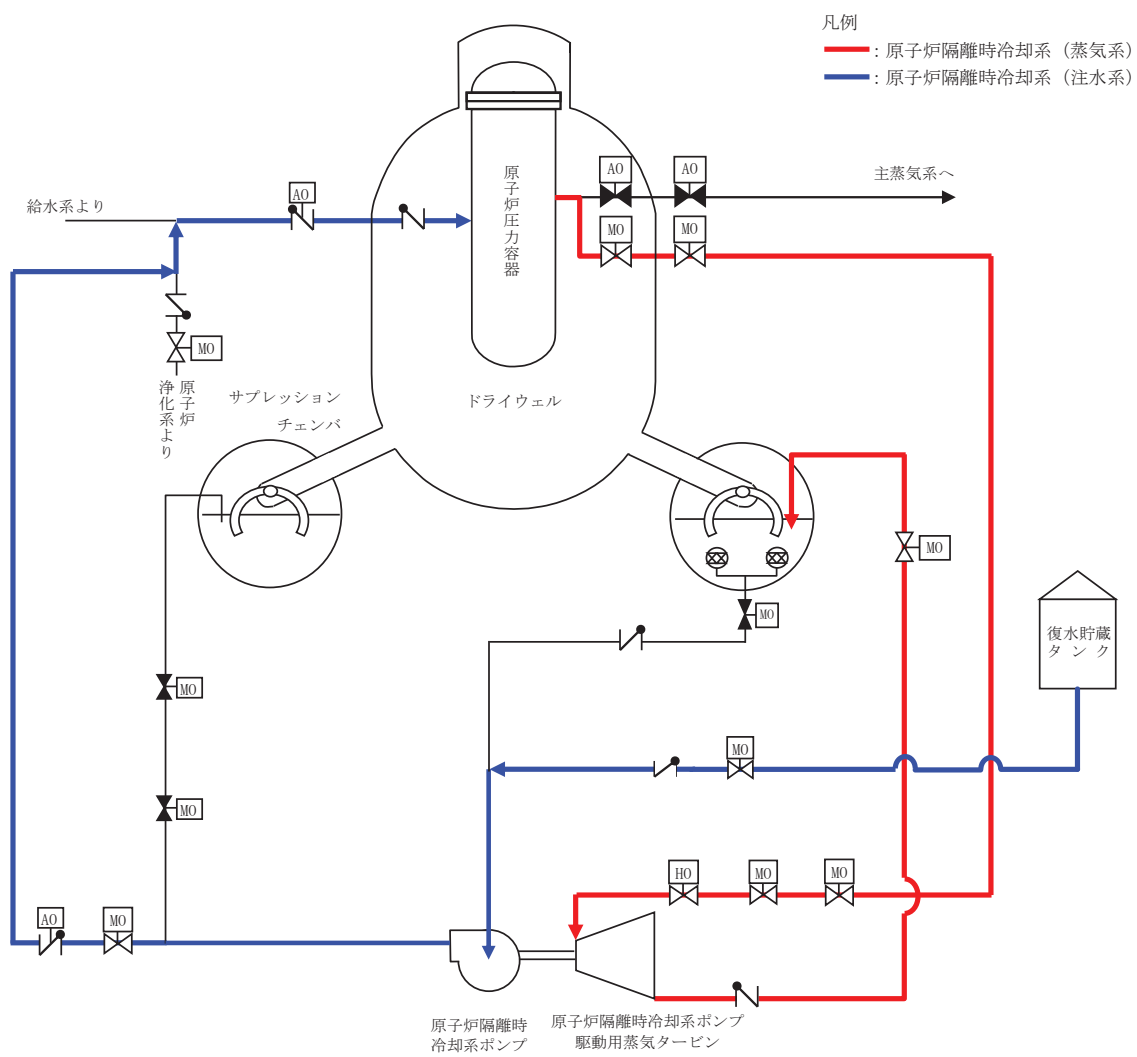 凡例
：原子炉隔離時冷却系（蒸気系）
：原子炉隔離時冷却系（注水系）
AO
AO
主蒸気系へ
原子炉圧力容器
AO
給水系より
MO
MO
MO
原子炉
浄化系より
サプレッション
チェンバ
ドライウェル
MO
MO
復水貯蔵
タンク
MO
MO
MO
HO
MO
MO
AO
MO
原子炉隔離時
冷却系ポンプ
原子炉隔離時冷却系ポンプ
駆動用蒸気タービン